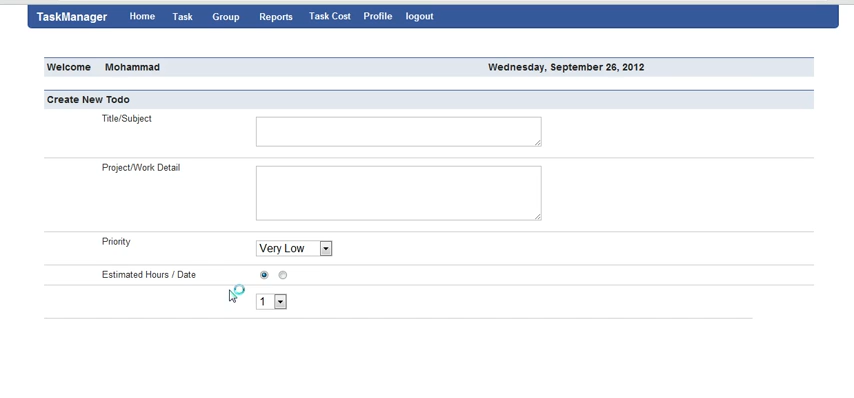 TaskManager Home Task Group Reports Task Cost Profile logout
Welcome Mohammad Wednesday, September 26, 2012
Create New Todo
Title/Subject
Project/Work Detail
Priority Very Low
Estimated Hours / Date
1